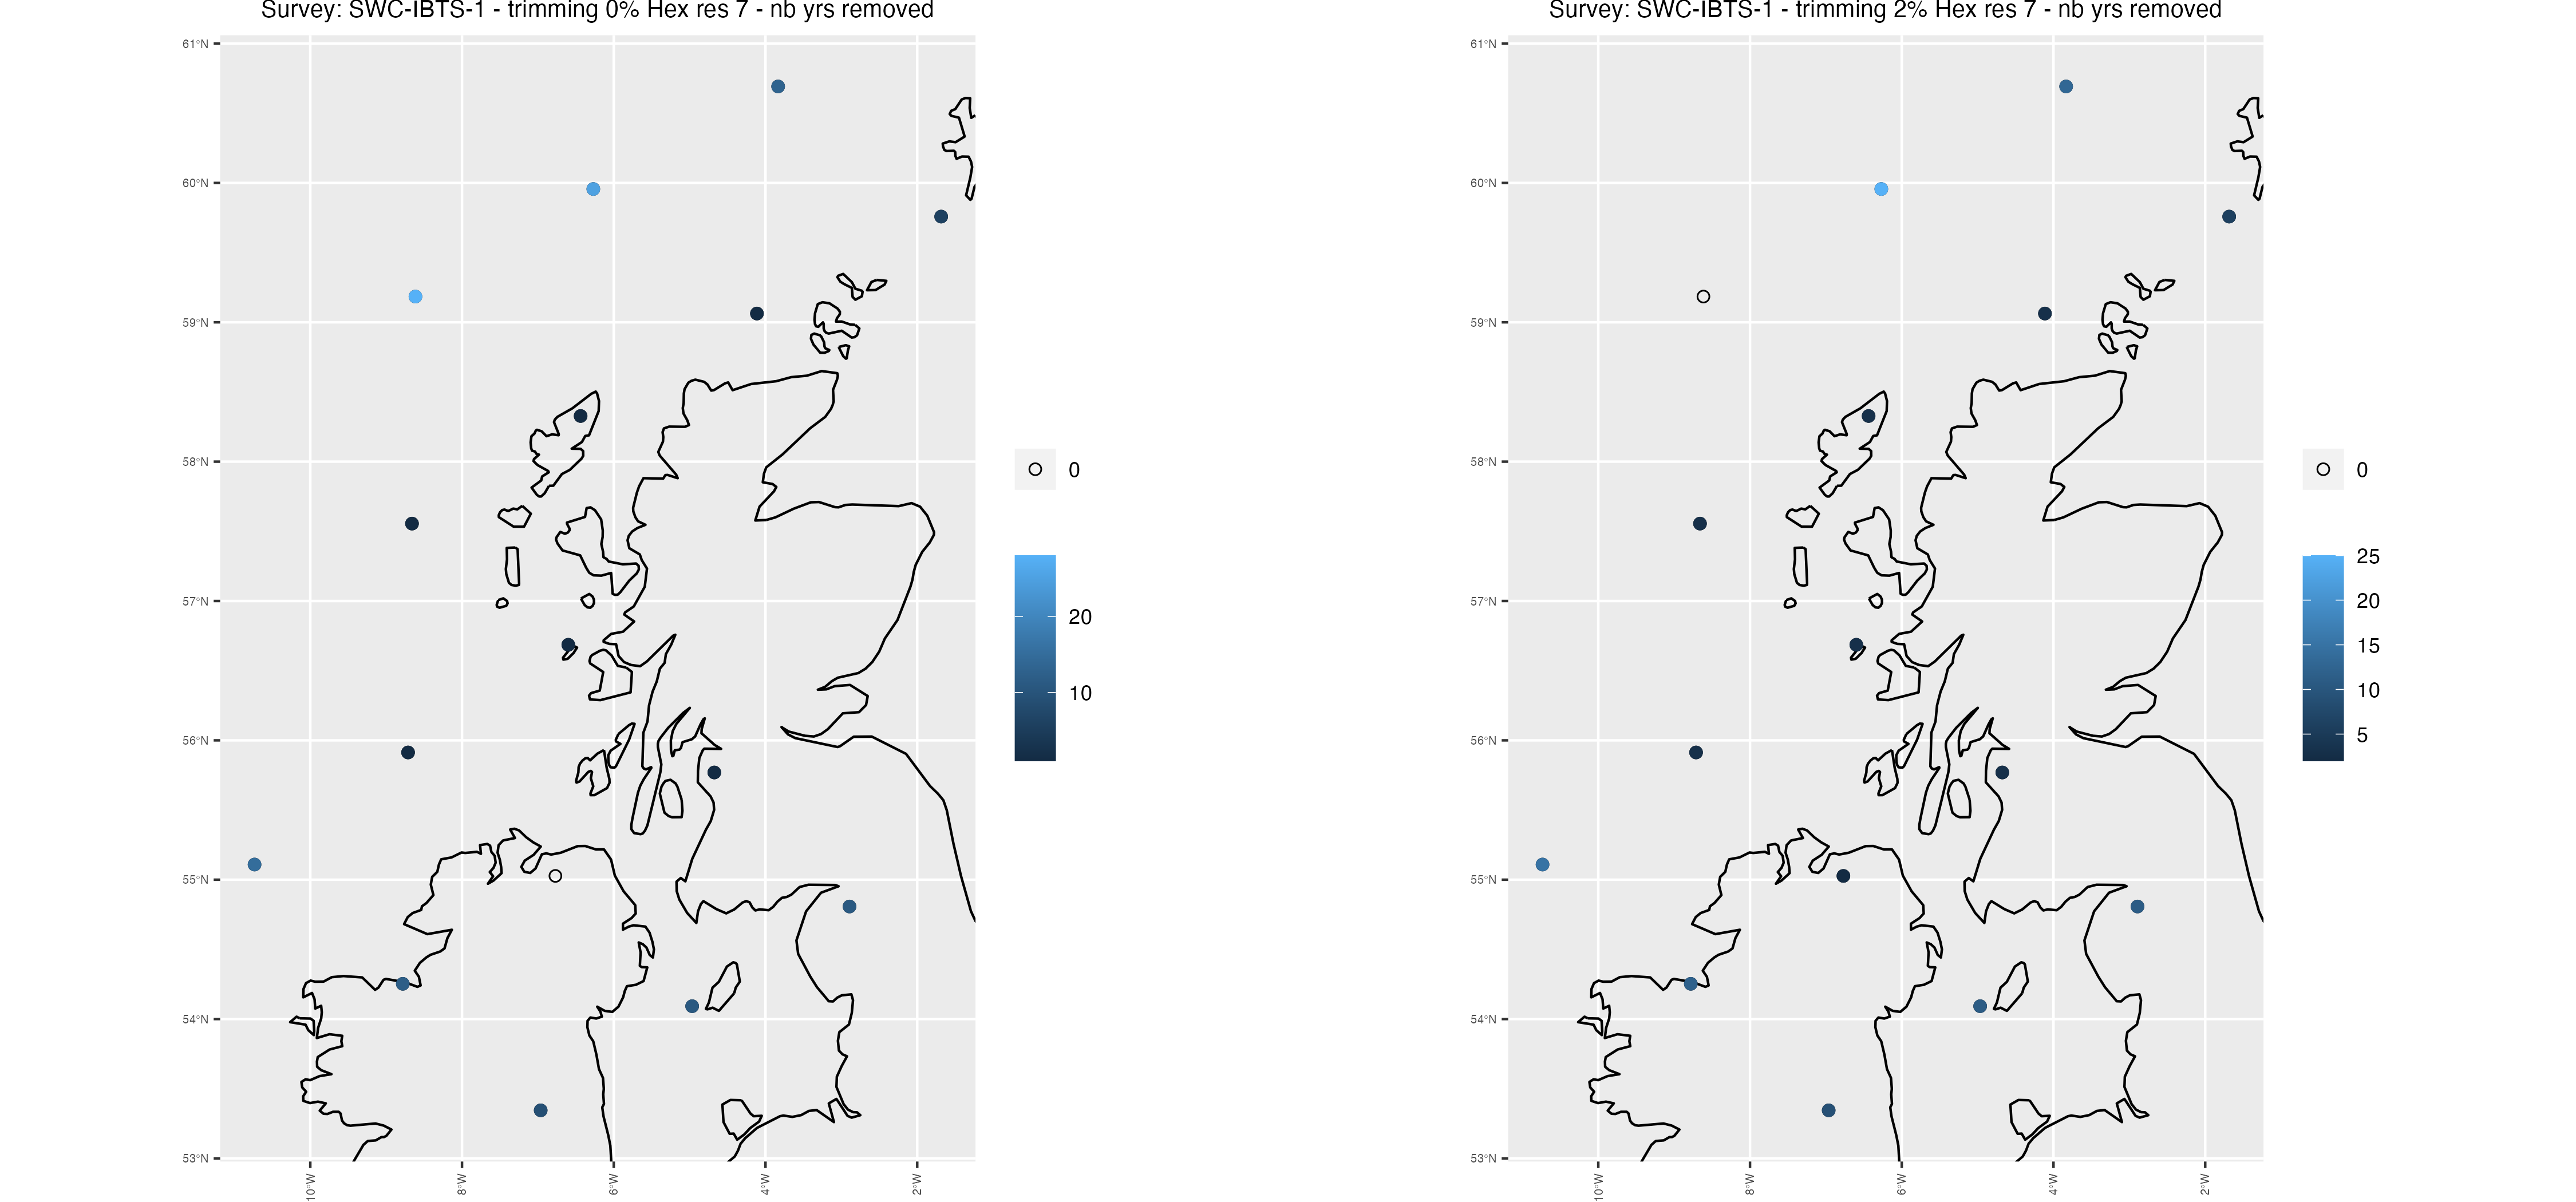 Survey: SWC-IBTS-1 - trimming 0% Hex res 7 - nb yrs removed
61°N
60°N
59°N
58°N
57°N
56°N
55°N
54°N
53°N
10°W
8°W
6°W
4°W
2°W
0
20
10
Survey: SWC-IBTS-1 - trimming 2% Hex res 7 - nb yrs removed
61°N
60°N
59°N
58°N
57°N
56°N
55°N
54°N
53°N
10°W
8°W
6°W
4°W
2°W
0
25
20
15
10
5